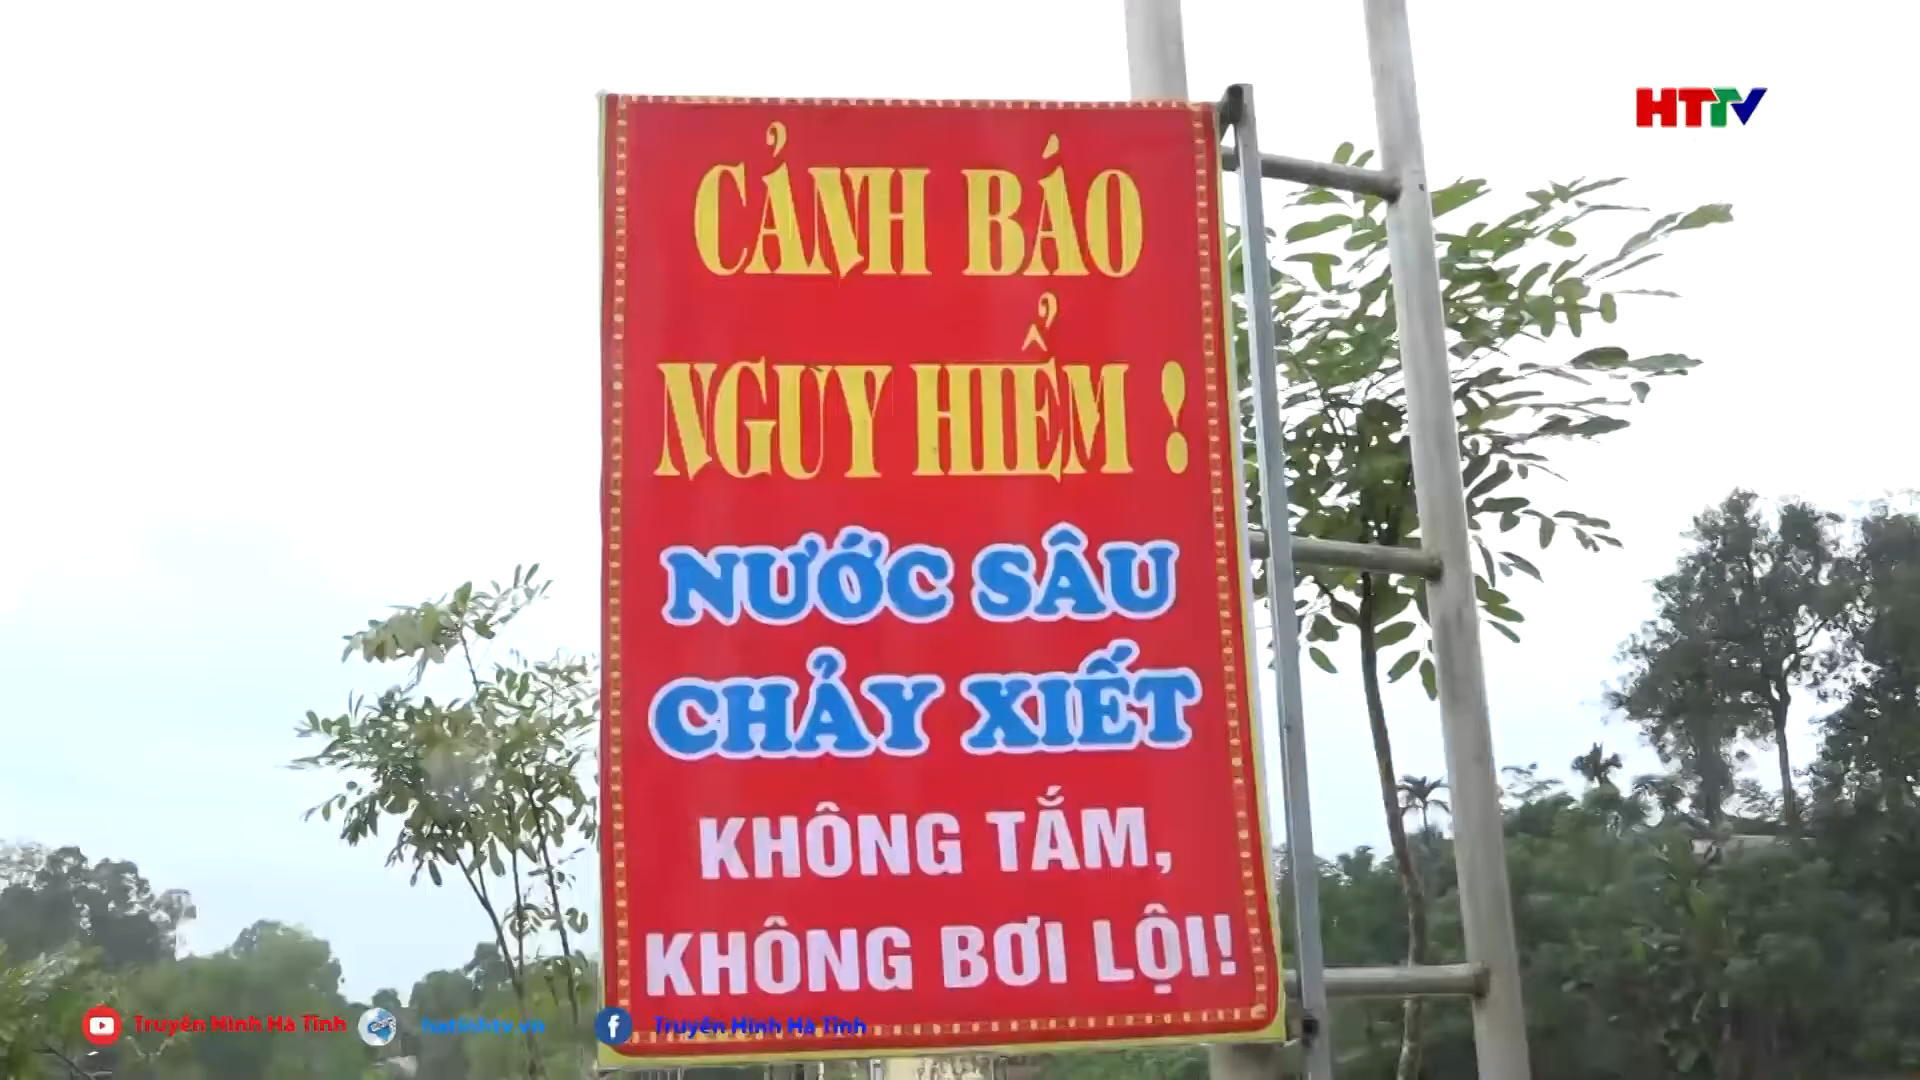 HTTV
CẢNH BÁO
NGUY HIỂM !
NƯỚC SÂU
CHẢY XIẾT
KHÔNG TẮM,
KHÔNG BƠI LỘI!
Truyền Hình Hà Tĩnh
hatinhtv.vn
Truyền Hình Hà Tĩnh